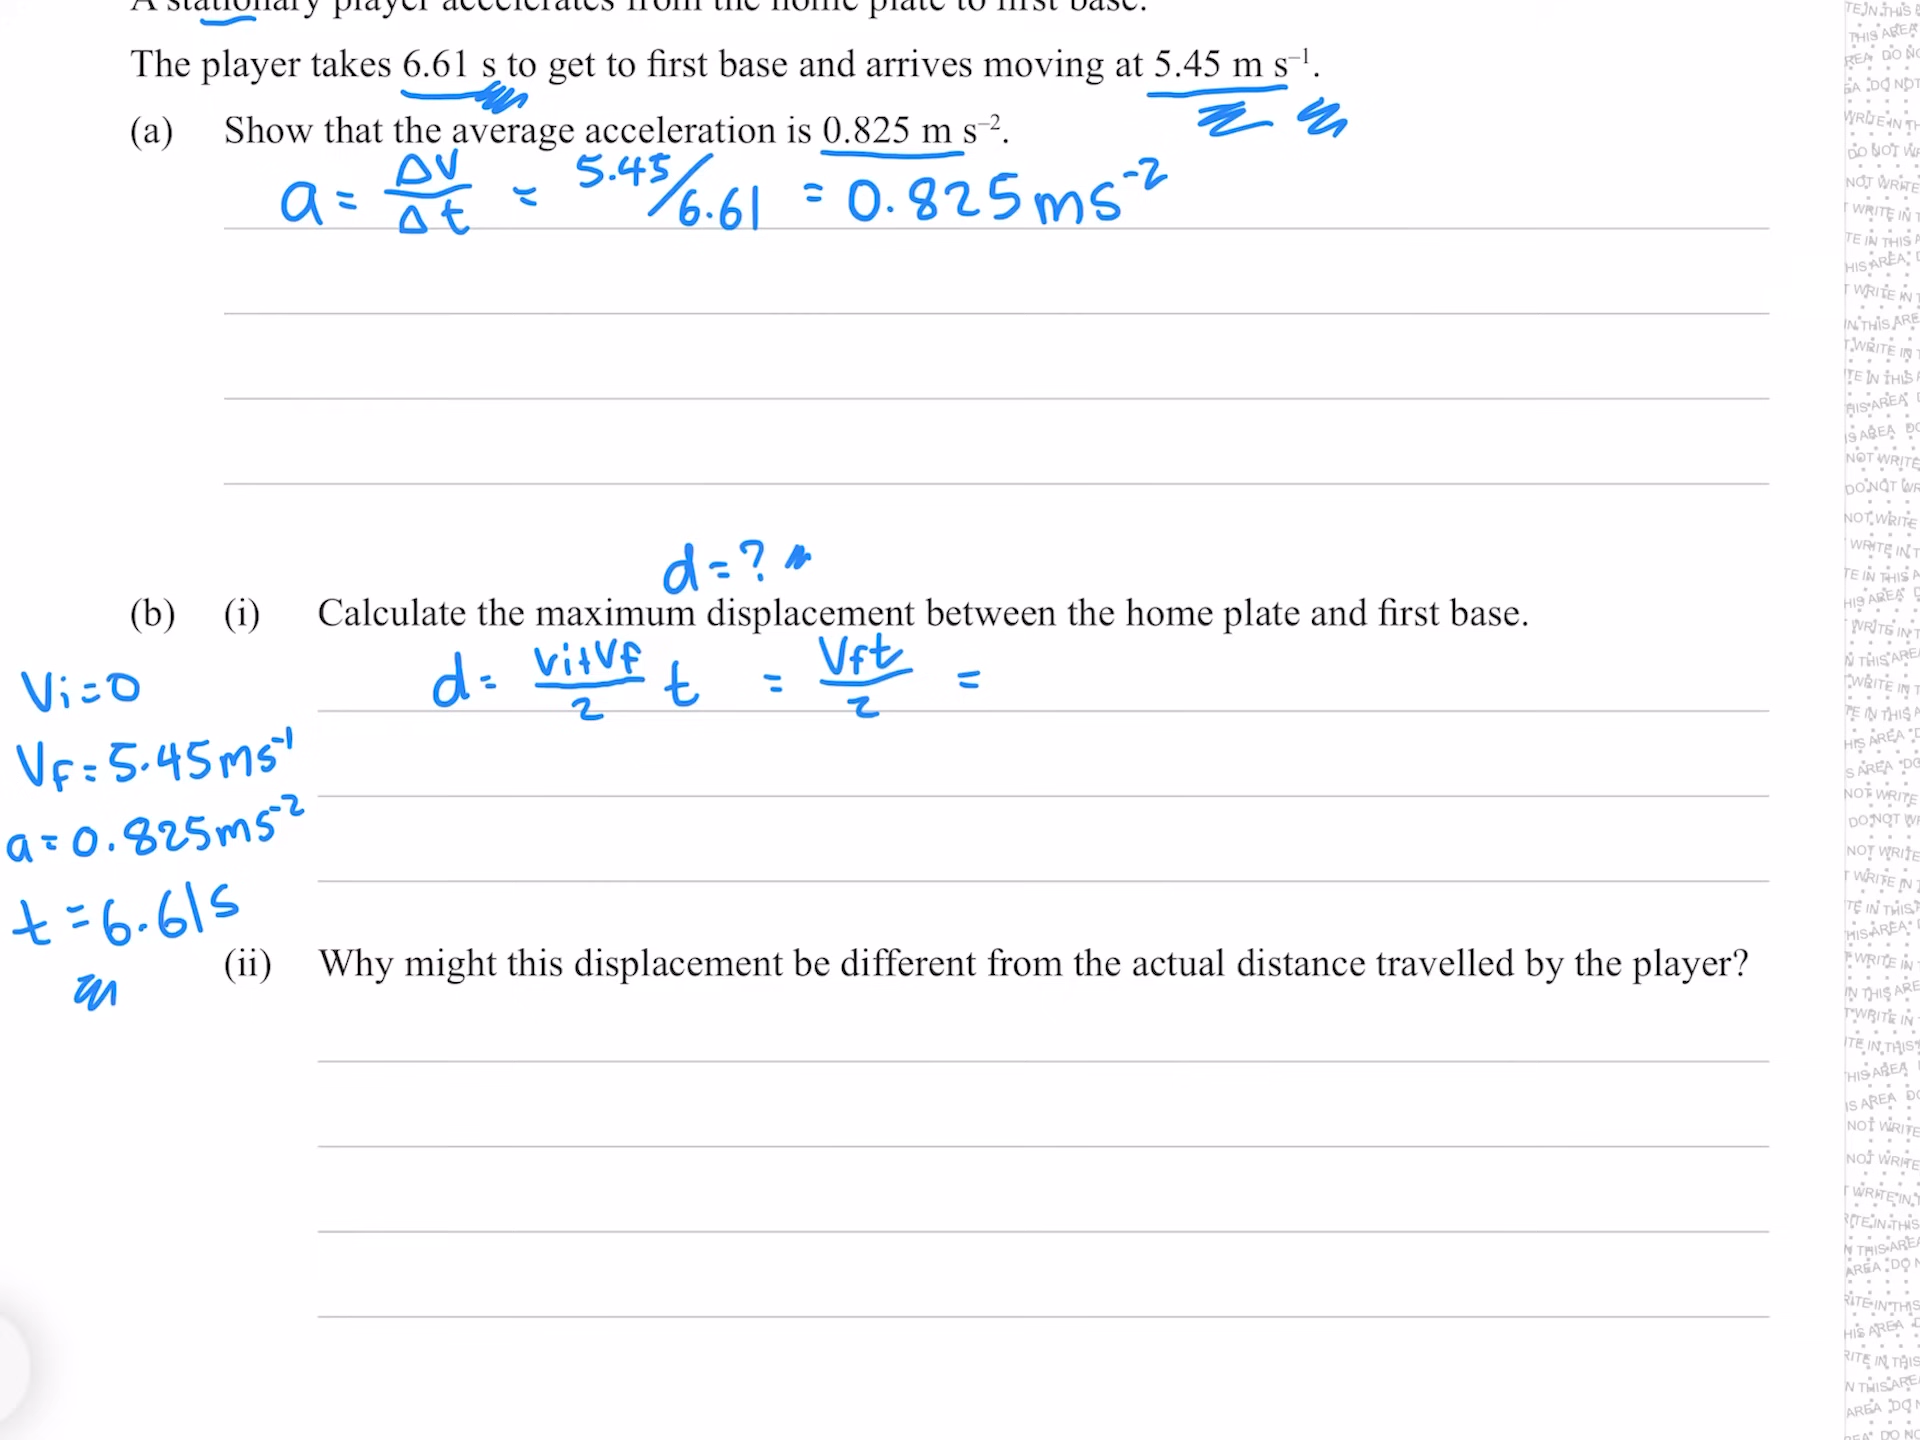 A stationary player accelerates from the home plate to first base.
The player takes 6.61 s to get to first base and arrives moving at 5.45 m s⁻¹.
(a) Show that the average acceleration is 0.825 m s⁻².
a = Δv/Δt = 5.45/6.61 = 0.825 ms⁻²
d = ?
(b) (i) Calculate the maximum displacement between the home plate and first base.
d = (Vi+Vf)/2 t = Vft/2 =
Vi = 0
Vf = 5.45 ms⁻¹
a = 0.825 ms⁻²
t = 6.61s
(ii) Why might this displacement be different from the actual distance travelled by the player?